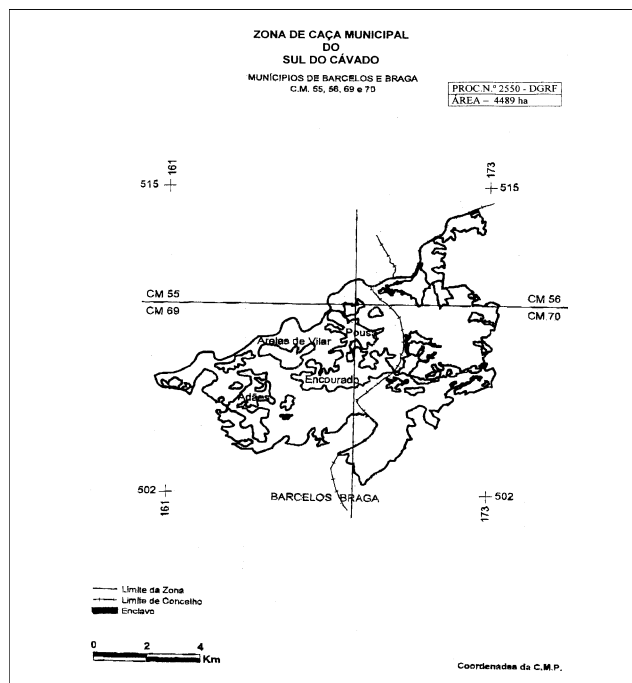 ZONA DE CAÇA MUNICIPAL
DO
SUL DO CÁVADO
MUNÍCIPIOS DE BARCELOS E BRAGA
C.M. 55, 56, 69 e 70
PROC.N.º 2550 - DGRF
ÁREA – 4489 ha
161
173
515
515
CM 55
CM 56
CM 69
CM 70
Pousa
Areias de Vilar
Encourado
Adães
502
502
BARCELOS BRAGA
161
173
Limite da Zona
Limite de Concelho
Enclave
0 2 4
Km
Coordenadas da C.M.P.